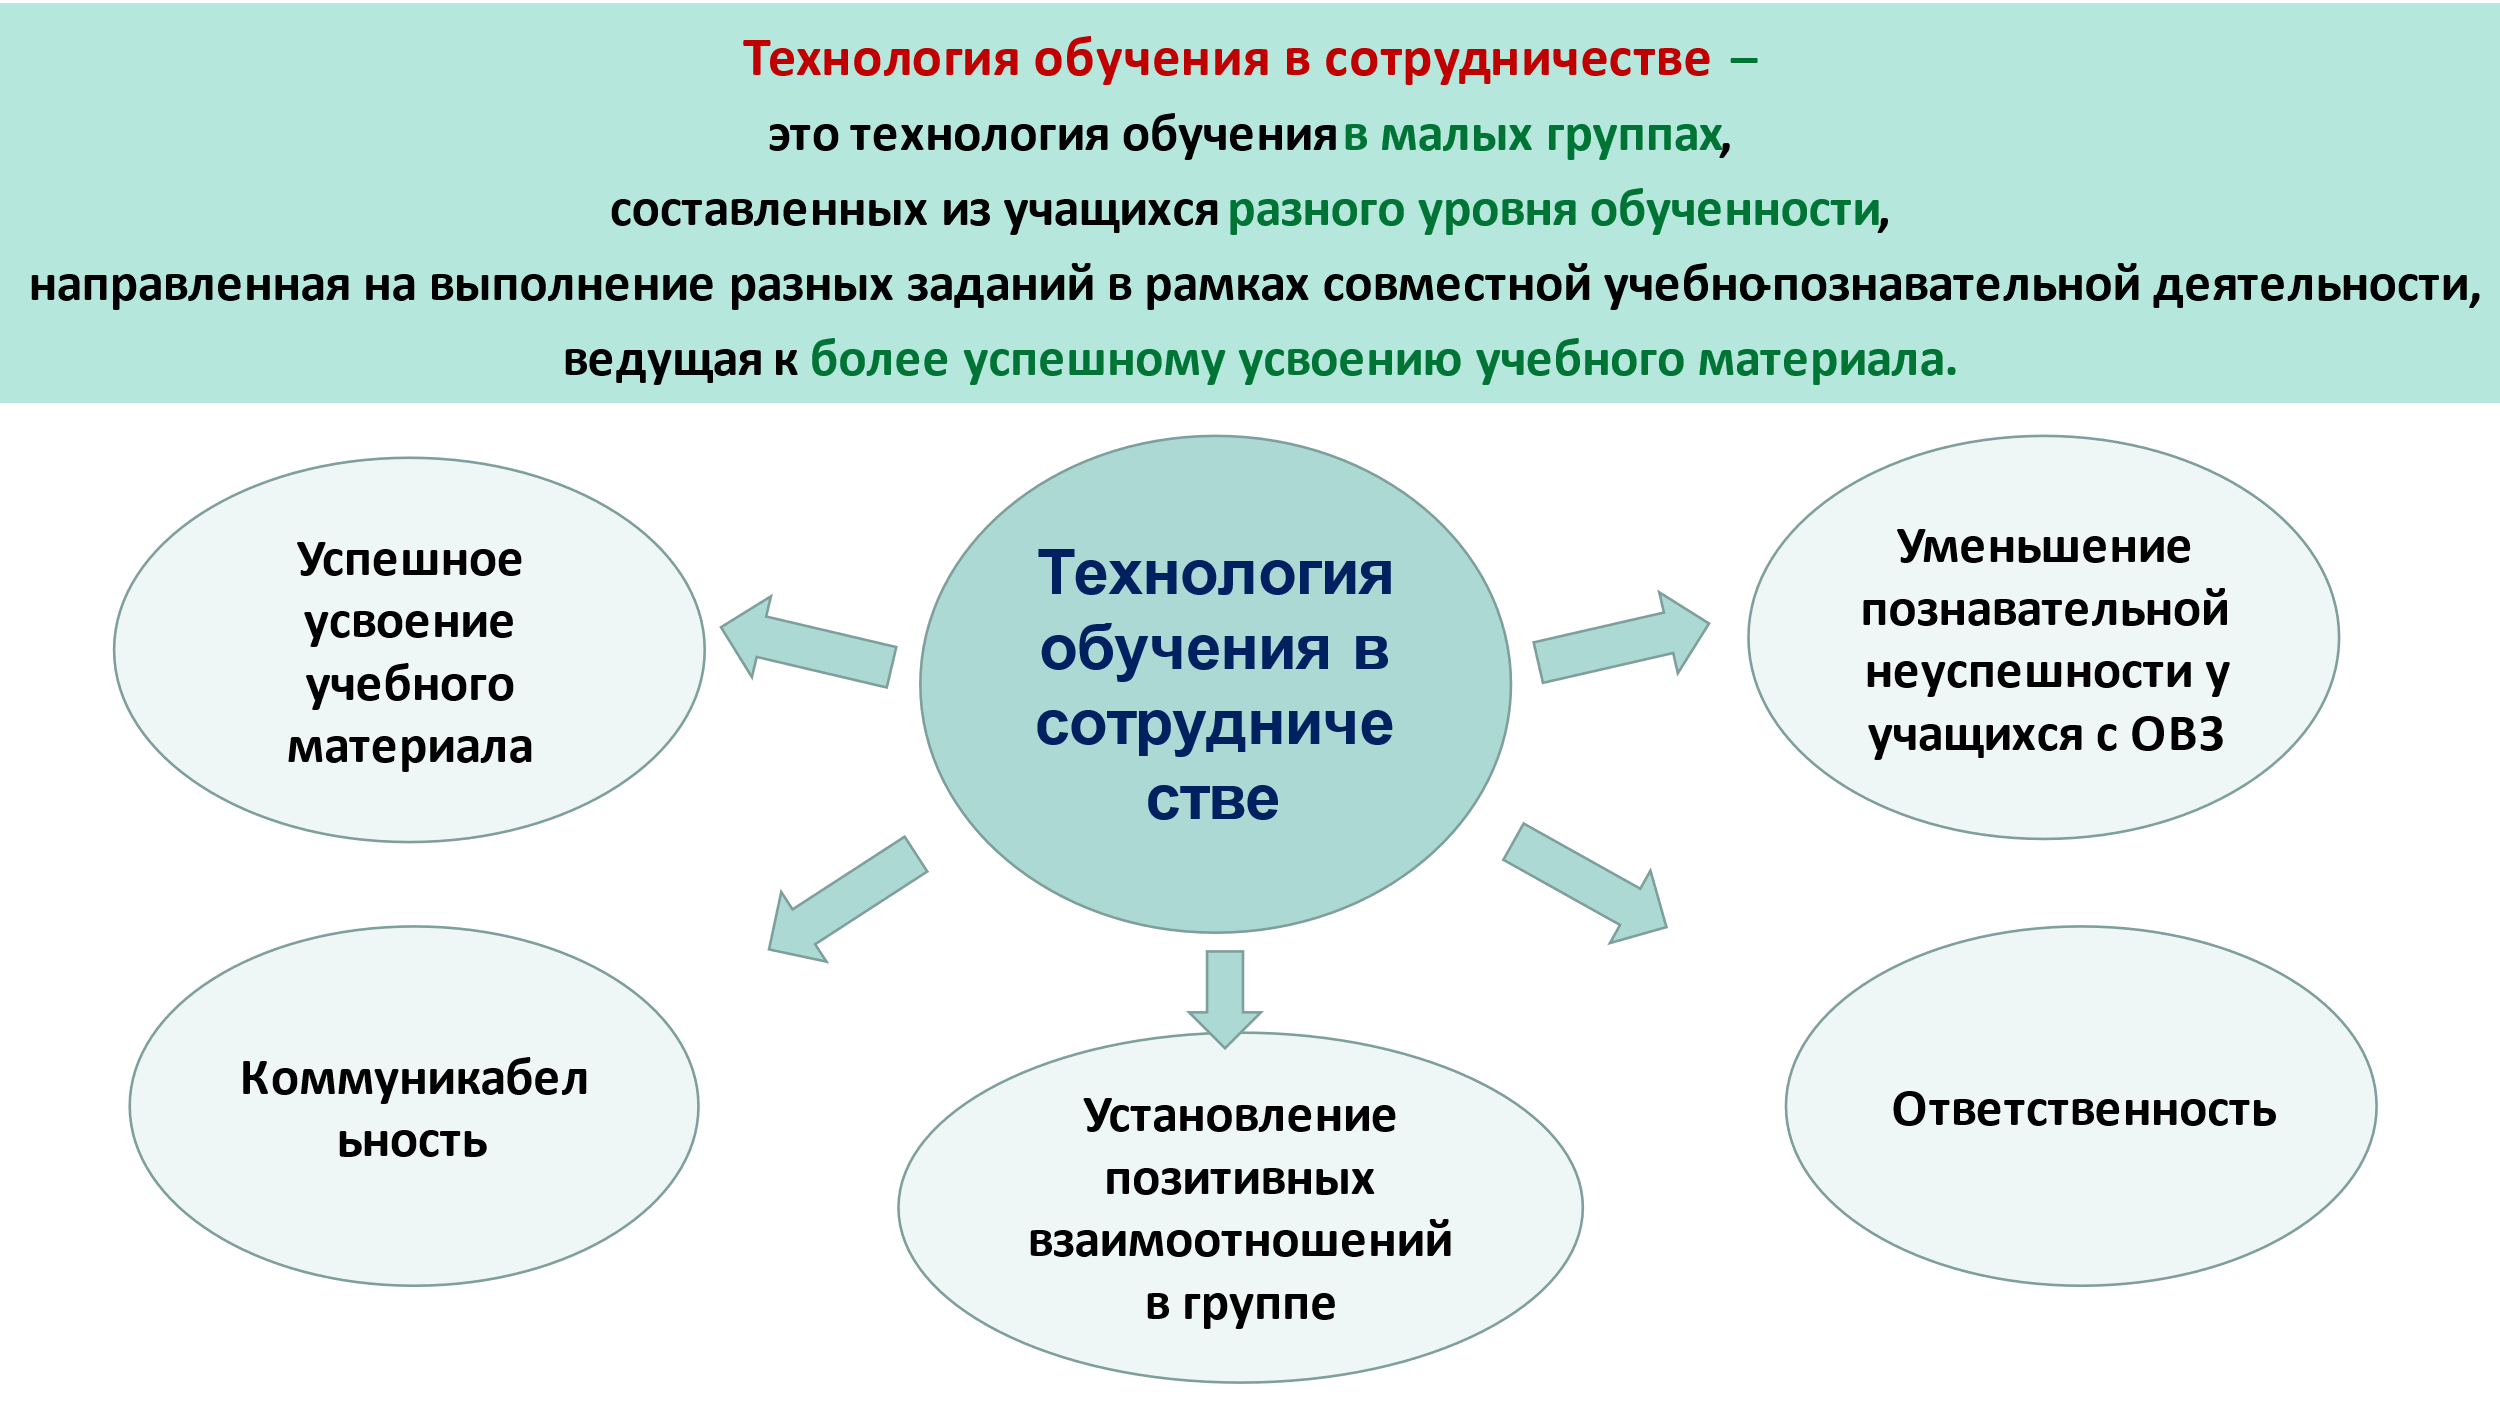 Технология обучения в сотрудничестве –
это технология обучения в малых группах,
составленных из учащихся разного уровня обученности,
направленная на выполнение разных заданий в рамках совместной учебно-познавательной деятельности,
ведущая к более успешному усвоению учебного материала.
Успешное
усвоение
учебного
материала
Технология
обучения в
сотрудниче
стве
Уменьшение
познавательной
неуспешности у
учащихся с ОВЗ
Коммуникабел
ьность
Установление
позитивных
взаимоотношений
в группе
Ответственность